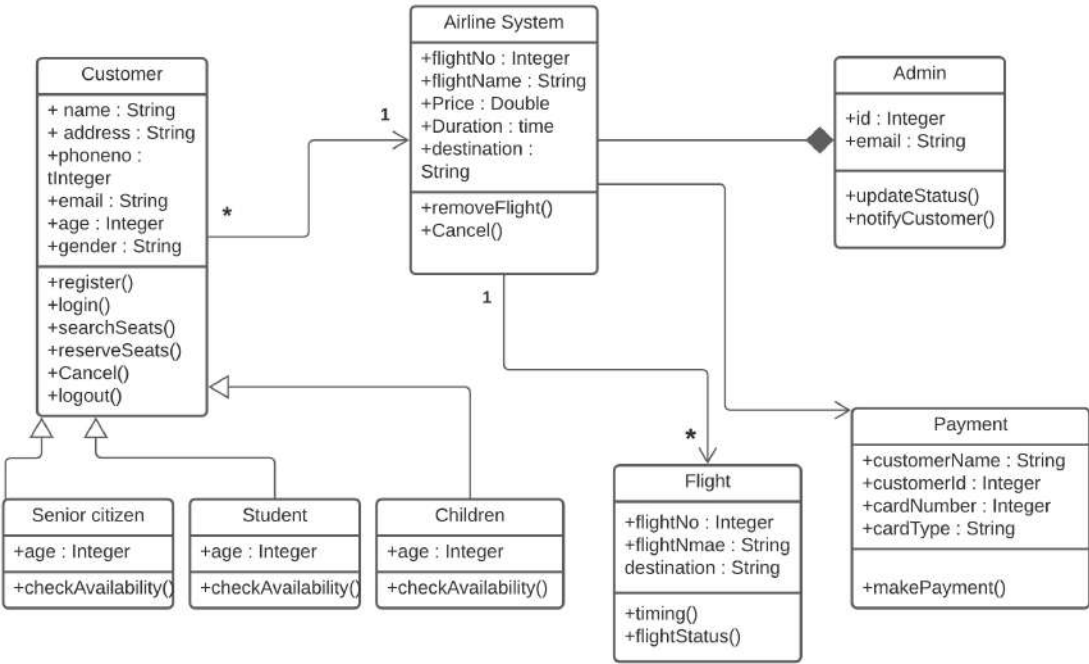 Airline System
+flightNo : Integer
+flightName : String
+Price : Double
+Duration : time
+destination :
String
+removeFlight()
+Cancel()
Customer
+ name : String
+ address : String
+phoneno :
tInteger
+email : String
+age : Integer
+gender : String
+register()
+login()
+searchSeats()
+reserveSeats()
+Cancel()
+logout()
Admin
+id : Integer
+email : String
+updateStatus()
+notifyCustomer()
1
*
1
*
Senior citizen
+age : Integer
+checkAvailability()
Student
+age : Integer
+checkAvailability()
Children
+age : Integer
+checkAvailability()
Flight
+flightNo : Integer
+flightNmae : String
destination : String
+timing()
+flightStatus()
Payment
+customerName : String
+customerId : Integer
+cardNumber : Integer
+cardType : String
+makePayment()